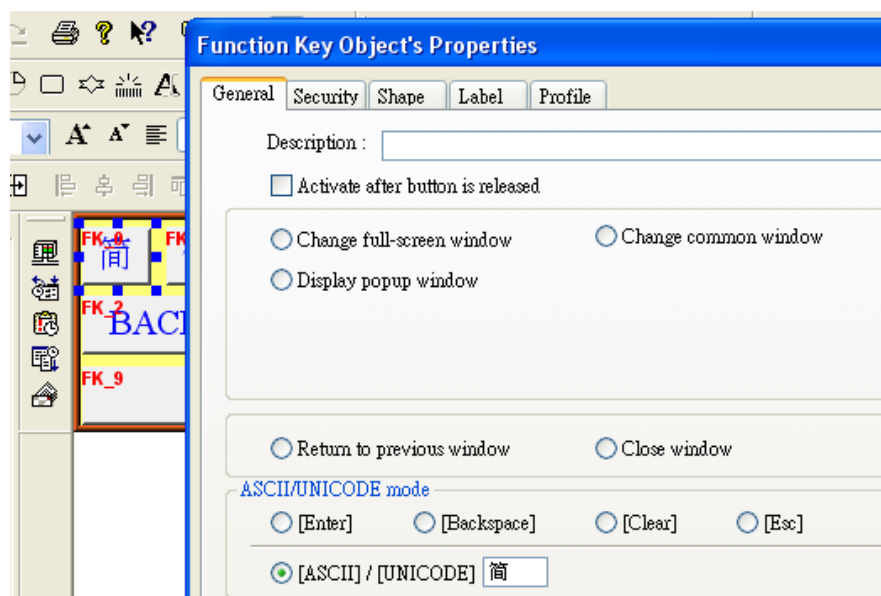 Function Key Object's Properties
General Security Shape Label Profile
Description :
Activate after button is released
Change full-screen window Change common window
Display popup window
FK_0 FK
简
FK_2
BAC
FK_9
Return to previous window Close window
ASCII/UNICODE mode
[Enter] [Backspace] [Clear] [Esc]
[ASCII] / [UNICODE] 简